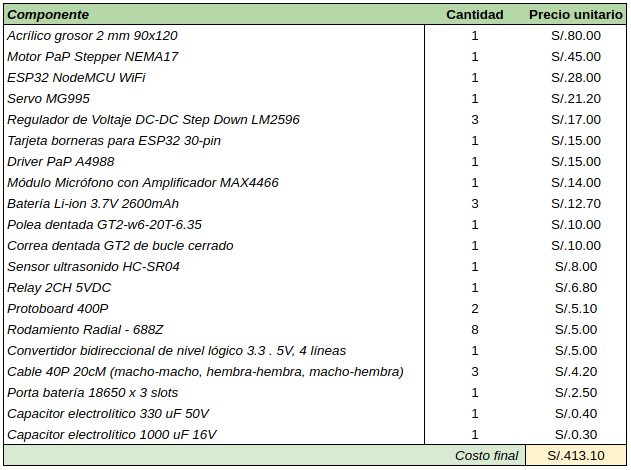 Componente Cantidad Precio unitario
Acrílico grosor 2 mm 90x120 1 S/.80.00
Motor PaP Stepper NEMA17 1 S/.45.00
ESP32 NodeMCU WiFi 1 S/.28.00
Servo MG995 1 S/.21.20
Regulador de Voltaje DC-DC Step Down LM2596 3 S/.17.00
Tarjeta borneras para ESP32 30-pin 1 S/.15.00
Driver PaP A4988 1 S/.15.00
Módulo Micrófono con Amplificador MAX4466 1 S/.14.00
Batería Li-ion 3.7V 2600mAh 3 S/.12.70
Polea dentada GT2-w6-20T-6.35 1 S/.10.00
Correa dentada GT2 de bucle cerrado 1 S/.10.00
Sensor ultrasonido HC-SR04 1 S/.8.00
Relay 2CH 5VDC 1 S/.6.80
Protoboard 400P 2 S/.5.10
Rodamiento Radial - 688Z 8 S/.5.00
Convertidor bidireccional de nivel lógico 3.3 . 5V, 4 líneas 1 S/.5.00
Cable 40P 20cM (macho-macho, hembra-hembra, macho-hembra) 3 S/.4.20
Porta batería 18650 x 3 slots 1 S/.2.50
Capacitor electrolítico 330 uF 50V 1 S/.0.40
Capacitor electrolítico 1000 uF 16V 1 S/.0.30
Costo final S/.413.10